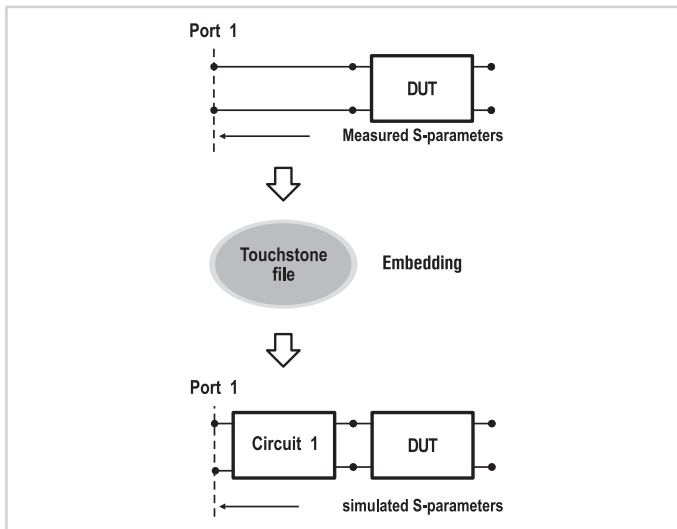 Port 1
DUT
Measured S-parameters
Touchstone
file
Embedding
Port 1
Circuit 1
DUT
simulated S-parameters